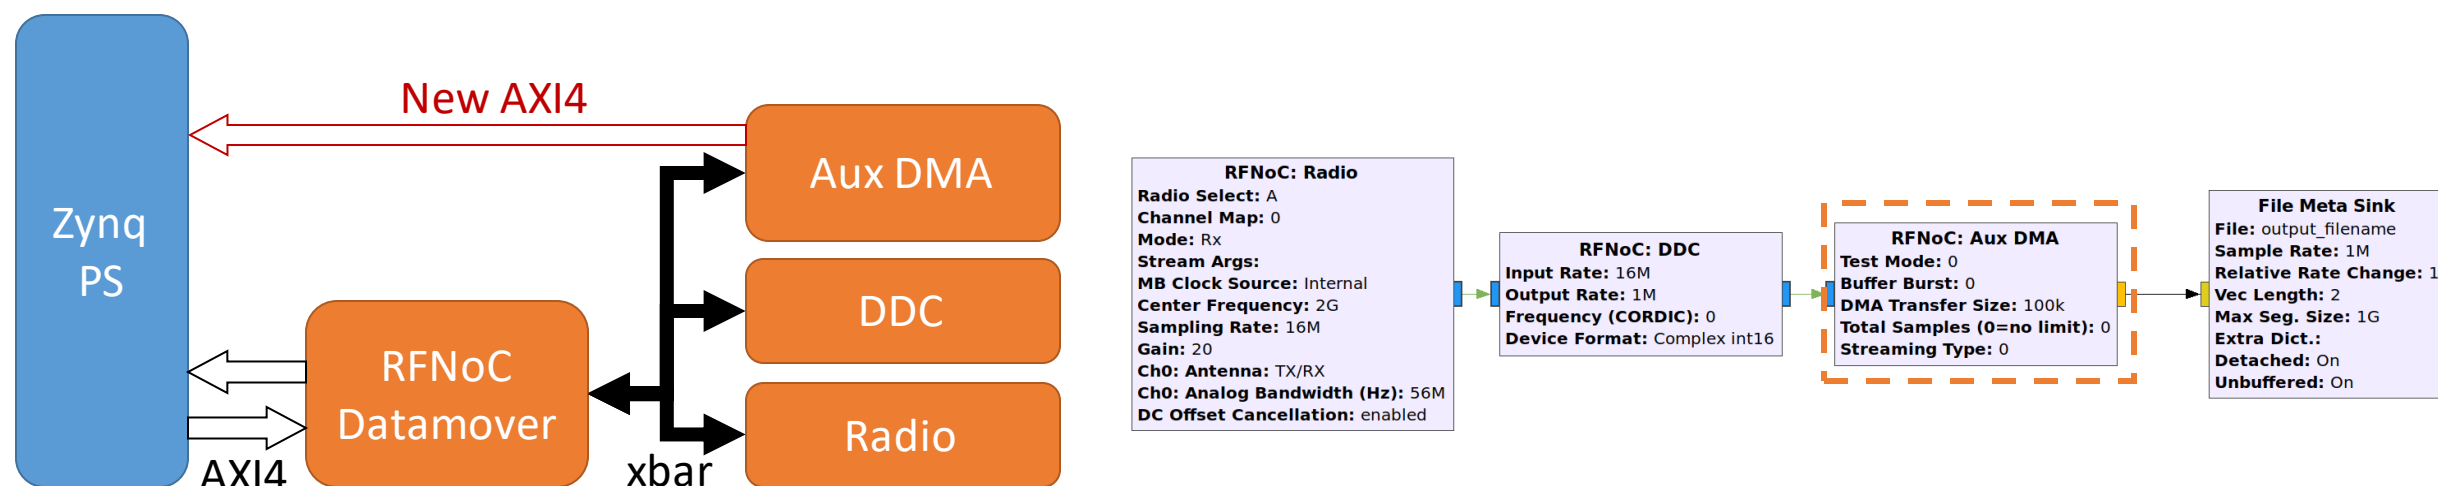 New AXI4
Zynq
PS
Aux DMA
DDC
RFNoC
Datamover
Radio
AXI4
xbar
RFNoC: Radio
Radio Select: A
Channel Map: 0
Mode: Rx
Stream Args:
MB Clock Source: Internal
Center Frequency: 2G
Sampling Rate: 16M
Gain: 20
Ch0: Antenna: TX/RX
Ch0: Analog Bandwidth (Hz): 56M
DC Offset Cancellation: enabled
RFNoC: DDC
Input Rate: 16M
Output Rate: 1M
Frequency (CORDIC): 0
Device Format: Complex int16
RFNoC: Aux DMA
Test Mode: 0
Buffer Burst: 0
DMA Transfer Size: 100k
Total Samples (0=no limit): 0
Streaming Type: 0
File Meta Sink
File: output_filename
Sample Rate: 1M
Relative Rate Change: 1
Vec Length: 2
Max Seg. Size: 1G
Extra Dict.:
Detached: On
Unbuffered: On